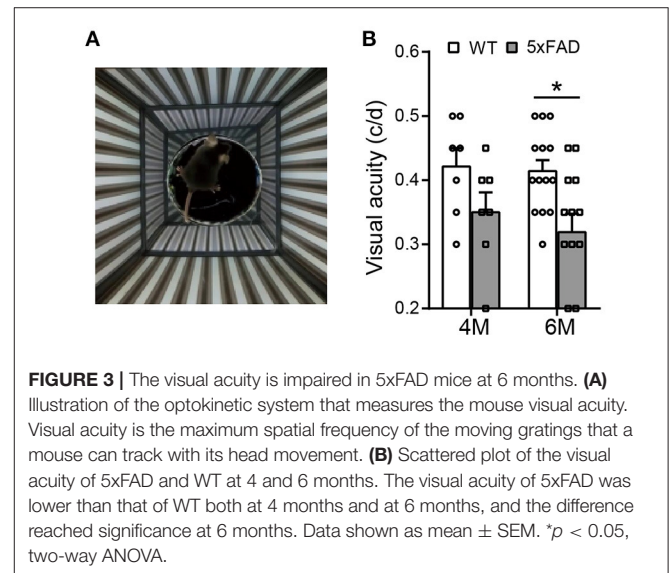 A
B
0.6
0.5
0.4
0.3
0.2
Visual acuity (c/d)
WT 5xFAD
*
4M 6M
FIGURE 3 | The visual acuity is impaired in 5xFAD mice at 6 months. (A)
Illustration of the optokinetic system that measures the mouse visual acuity.
Visual acuity is the maximum spatial frequency of the moving gratings that a
mouse can track with its head movement. (B) Scattered plot of the visual
acuity of 5xFAD and WT at 4 and 6 months. The visual acuity of 5xFAD was
lower than that of WT both at 4 months and at 6 months, and the difference
reached significance at 6 months. Data shown as mean ± SEM. *p < 0.05,
two-way ANOVA.